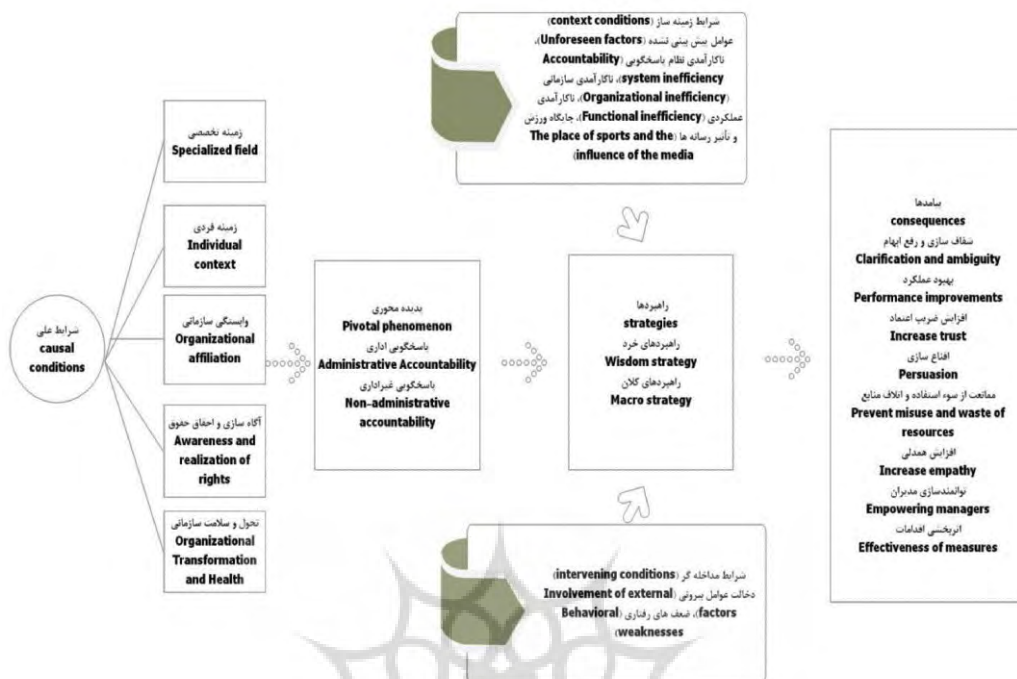 شرایط زمینه ساز (context conditions)
عوامل پیش بینی نشده (Unforeseen factors)،
ناکارآمدی نظام پاسخگویی (Accountability
system inefficiency)، ناکارآمدی سازمانی
(Organizational inefficiency)، ناکارآمدی
عملکردی (Functional inefficiency)، جایگاه ورزش
و تأثیر رسانه ها (The place of sports and the
influence of the media)
شرایط علی
causal
conditions
زمینه تخصصی
Specialized field
زمینه فردی
Individual
context
وابستگی سازمانی
Organizational
affiliation
آگاه سازی و احقاق حقوق
Awareness and
realization of
rights
تحول و سلامت سازمانی
Organizational
Transformation
and Health
پدیده محوری
Pivotal phenomenon
پاسخگویی اداری
Administrative Accountability
پاسخگویی غیراداری
Non-administrative
accountability
راهبردها
strategies
راهبردهای خرد
Wisdom strategy
راهبردهای کلان
Macro strategy
شرایط مداخله گر (intervening conditions)
دخالت عوامل بیرونی (Involvement of external
factors)، ضعف های رفتاری (Behavioral
weaknesses)
پیامدها
consequences
شفاف سازی و رفع ابهام
Clarification and ambiguity
بهبود عملکرد
Performance improvements
افزایش ضریب اعتماد
Increase trust
اقناع سازی
Persuasion
ممانعت از سوء استفاده و اتلاف منابع
Prevent misuse and waste of
resources
افزایش همدلی
Increase empathy
توانمندسازی مدیران
Empowering managers
اثربخشی اقدامات
Effectiveness of measures